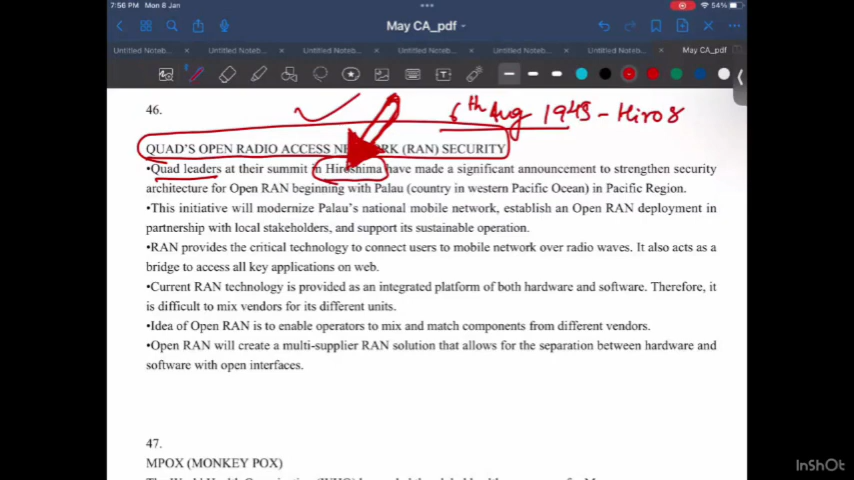 7:56 PM Mon 8 Jan
54%
May CA_pdf
Untitled Noteb... Untitled Noteb... Untitled Noteb... Untitled Noteb... Untitled Noteb... Untitled Noteb... May CA_pdf
46.
6th Aug 1945 - Hiros
QUAD'S OPEN RADIO ACCESS NETWORK (RAN) SECURITY
•Quad leaders at their summit in Hiroshima have made a significant announcement to strengthen security
architecture for Open RAN beginning with Palau (country in western Pacific Ocean) in Pacific Region.
•This initiative will modernize Palau's national mobile network, establish an Open RAN deployment in
partnership with local stakeholders, and support its sustainable operation.
•RAN provides the critical technology to connect users to mobile network over radio waves. It also acts as a
bridge to access all key applications on web.
•Current RAN technology is provided as an integrated platform of both hardware and software. Therefore, it
is difficult to mix vendors for its different units.
•Idea of Open RAN is to enable operators to mix and match components from different vendors.
•Open RAN will create a multi-supplier RAN solution that allows for the separation between hardware and
software with open interfaces.
47.
MPOX (MONKEY POX)
InShOt